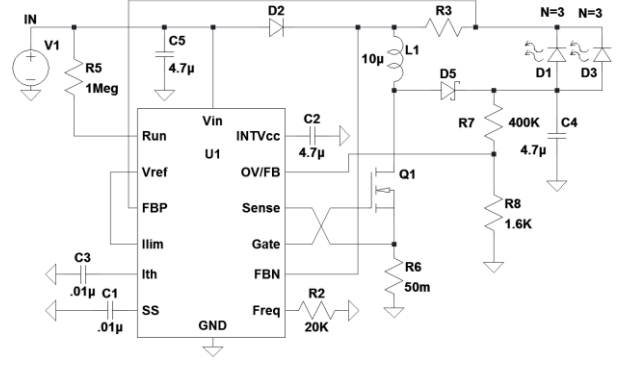 IN
D2
R3
N=3
N=3
V1
C5
4.7µ
R5
1Meg
10µ
L1
D1
D3
D5
Vin
Run
INTVcc
C2
4.7µ
R7
400K
C4
4.7µ
U1
Vref
OV/FB
Q1
FBP
Sense
R8
1.6K
Ilim
Gate
C3
.01µ
Ith
FBN
R6
50m
C1
.01µ
SS
Freq
R2
20K
GND